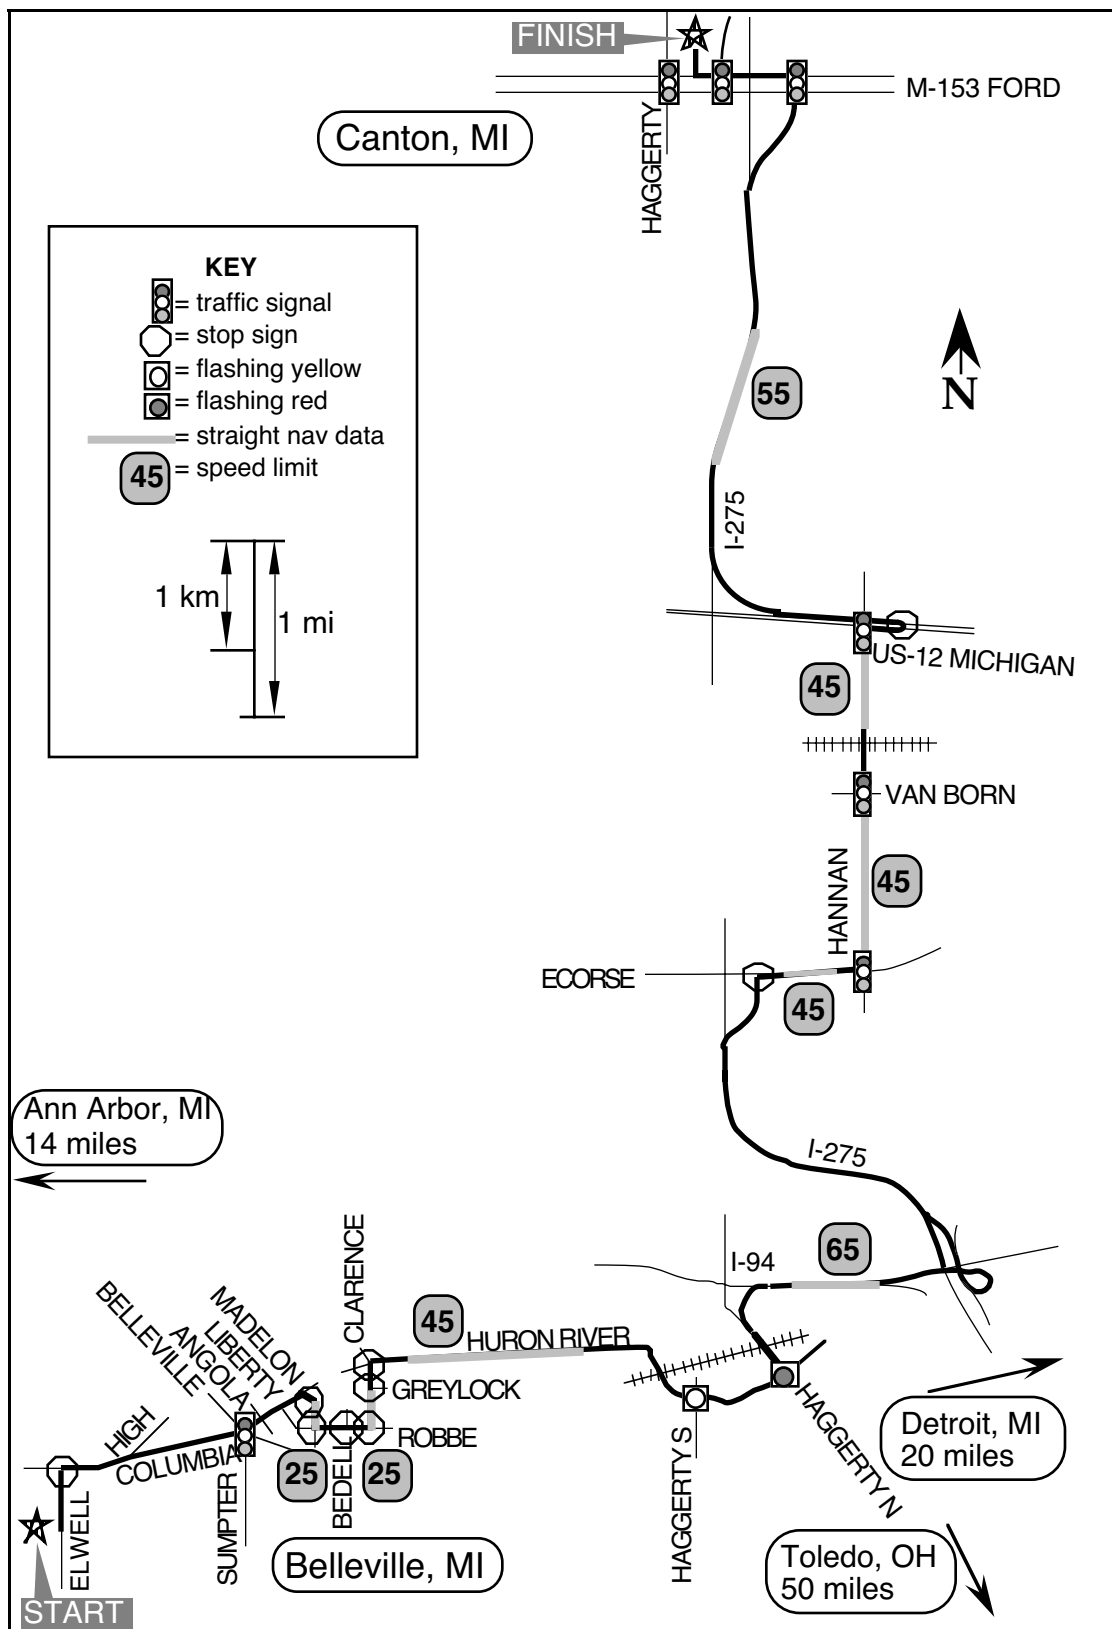 FINISH
M-153 FORD
HAGGERTY
Canton, MI
KEY
= traffic signal
= stop sign
= flashing yellow
= flashing red
= straight nav data
45 = speed limit
1 km
1 mi
N
55
I-275
US-12 MICHIGAN
45
VAN BORN
HANNAN
45
ECORSE
45
Ann Arbor, MI
14 miles
I-275
I-94
65
CLARENCE
MADELON
LIBERTY
ANGOLA
BELLEVILLE
45
HURON RIVER
GREYLOCK
ROBBE
HIGH
COLUMBIA
25
BEDELL
25
SUMPTER
ELWELL
HAGGERTY S
HAGGERTY N
Detroit, MI
20 miles
Belleville, MI
Toledo, OH
50 miles
START